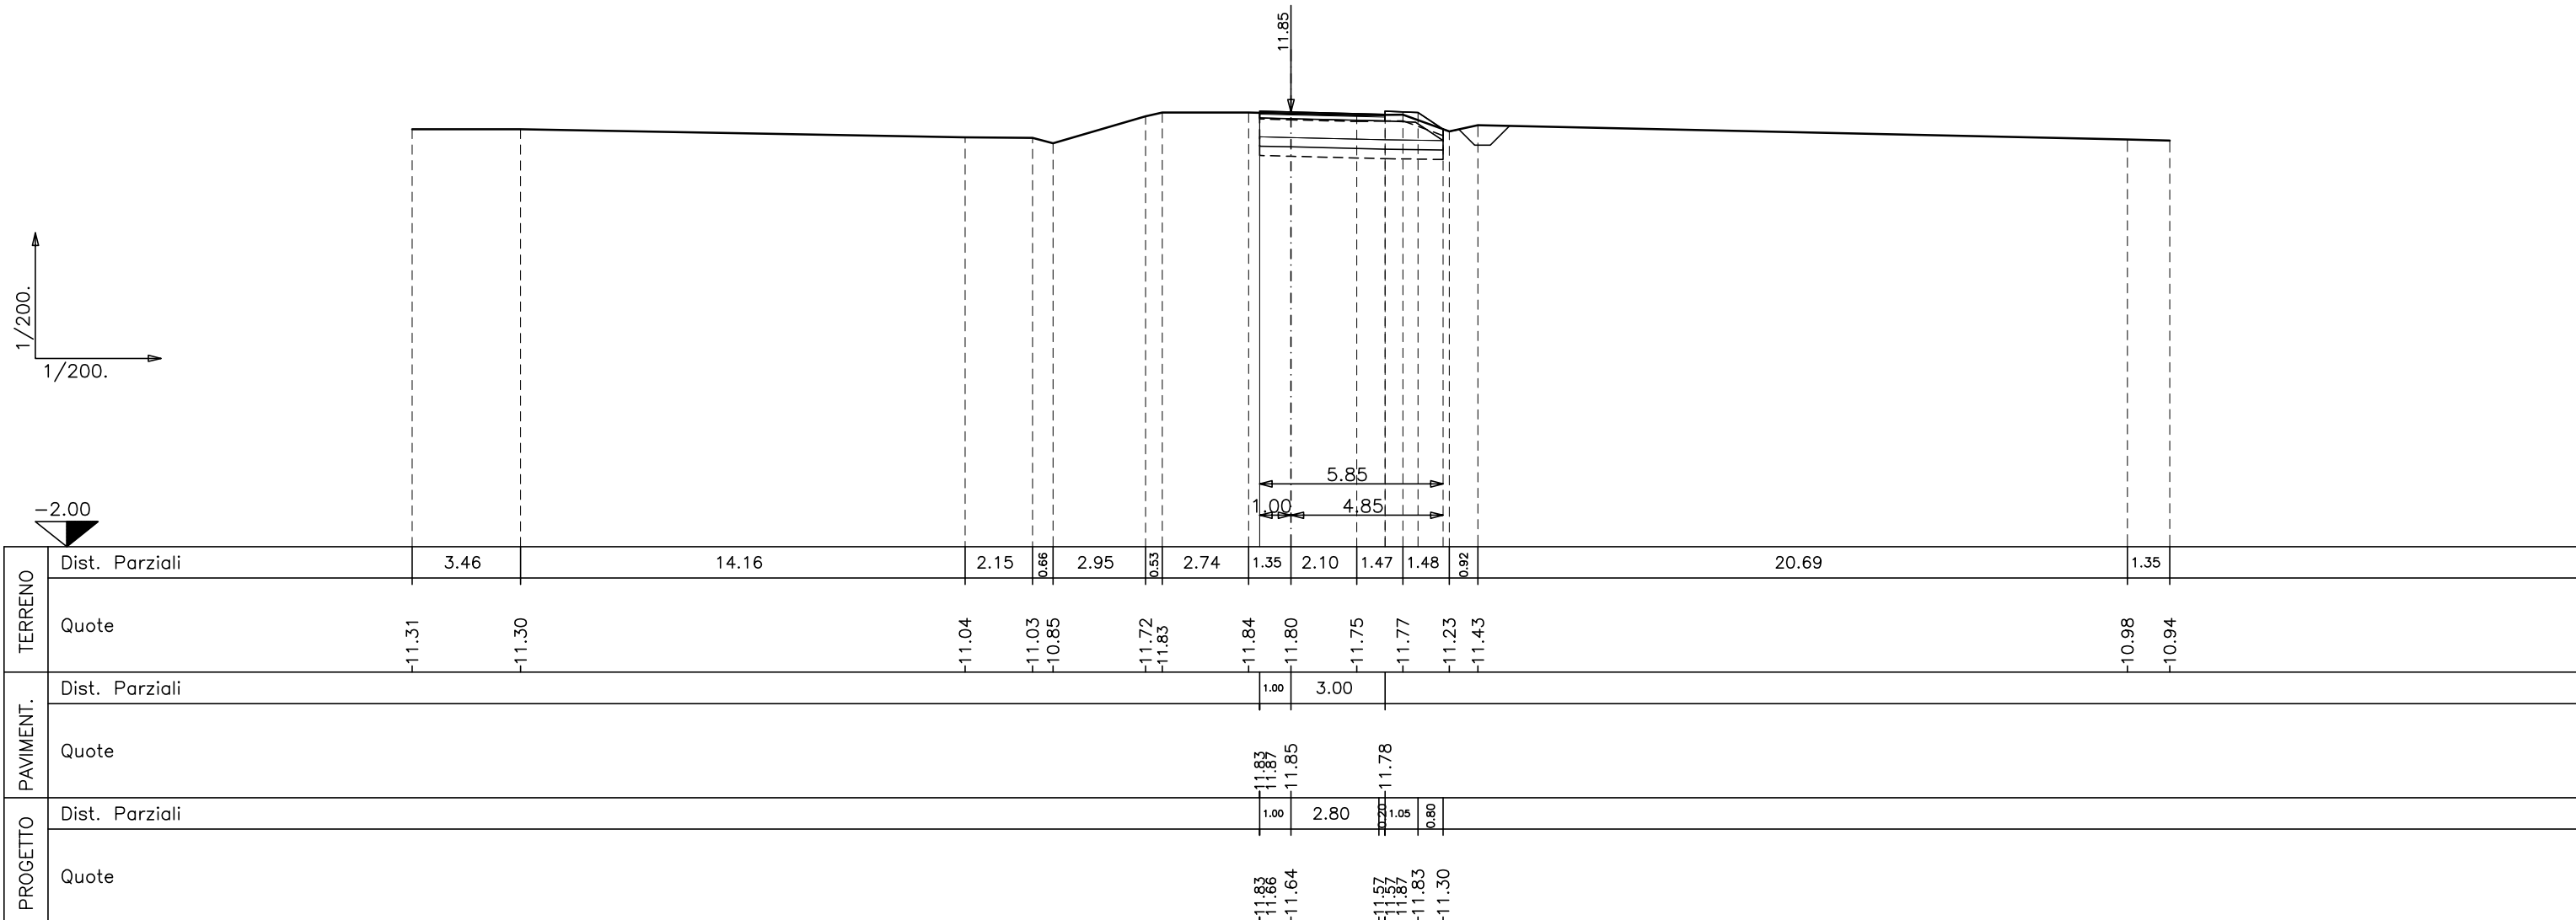 11.85
1/200.
1/200.
5.85
1.00 4.85
-2.00
TERRENO
Dist. Parziali 3.46 14.16 2.15 0.66 2.95 0.53 2.74 1.35 2.10 1.47 1.48 0.92 20.69 1.35
Quote 11.31 11.30 11.04 11.03 10.85 11.72 11.83 11.84 11.80 11.75 11.77 11.23 11.43 10.98 10.94
PAVIMENT.
Dist. Parziali 1.00 3.00
Quote 11.83 11.87 11.85 11.78
PROGETTO
Dist. Parziali 1.00 2.80 0.20 1.05 0.80
Quote 11.83 11.66 11.64 11.57 11.57 11.87 11.83 11.30